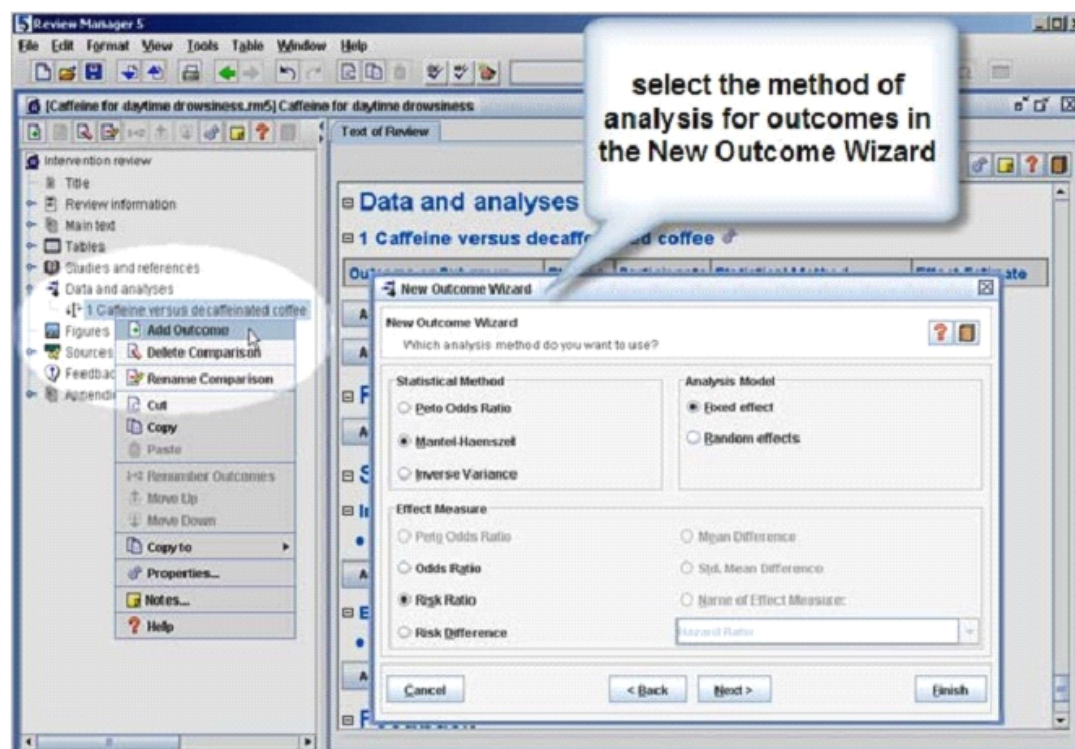 Review Manager 5
File Edit Format View Tools Table Window Help
select the method of
analysis for outcomes in
the New Outcome Wizard
[Caffeine for daytime drowsiness.rm5] Caffeine for daytime drowsiness
Text of Review
Intervention review
Title
Review information
Main text
Tables
Studies and references
Data and analyses
1 Caffeine versus decaffeinated coffee
Figures
Sources
Feedbac
Appendi
Add Outcome
Delete Comparison
Rename Comparison
Cut
Copy
Paste
Renumber Outcomes
Move Up
Move Down
Copy to
Properties...
Notes...
Help
Data and analyses
1 Caffeine versus decaffeinated coffee
Effect Estimate
New Outcome Wizard
New Outcome Wizard
Which analysis method do you want to use?
Statistical Method
Peto Odds Ratio
Mantel-Haenszel
Inverse Variance
Analysis Model
Fixed effect
Random effects
Effect Measure
Peto Odds Ratio
Odds Ratio
Risk Ratio
Risk Difference
Mean Difference
Std. Mean Difference
Name of Effect Measure:
Hazard Ratio
Cancel
< Back
Next >
Finish